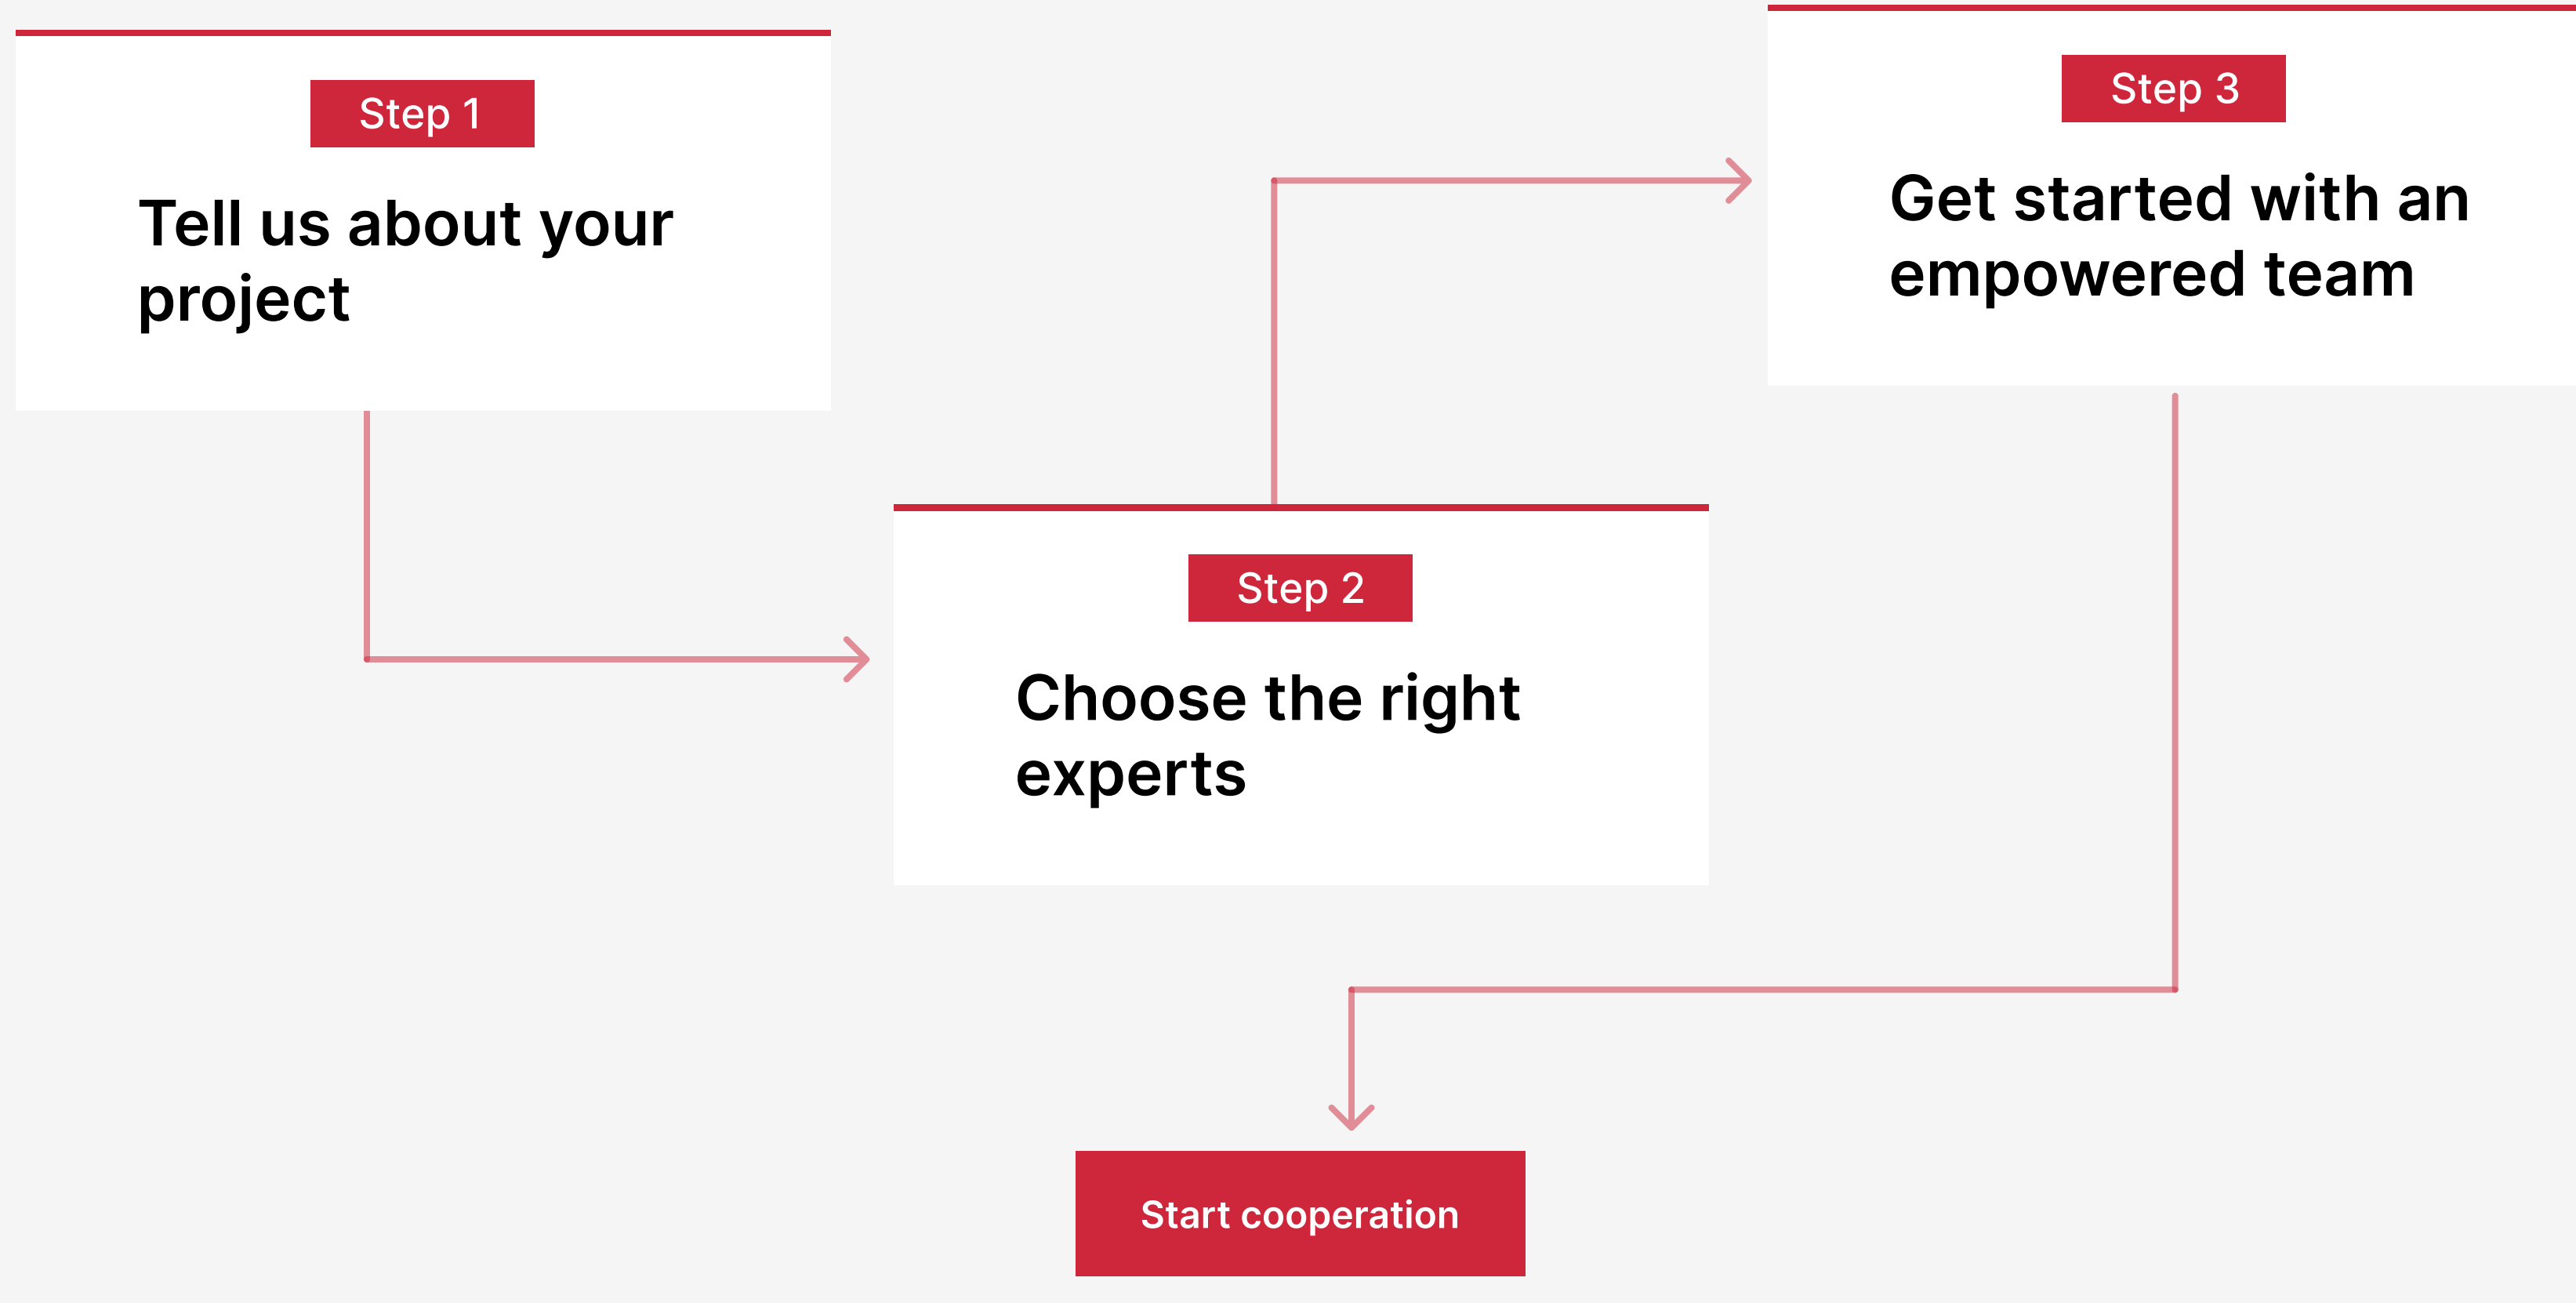 Step 1
Tell us about your
project
Step 2
Choose the right
experts
Step 3
Get started with an
empowered team
Start cooperation